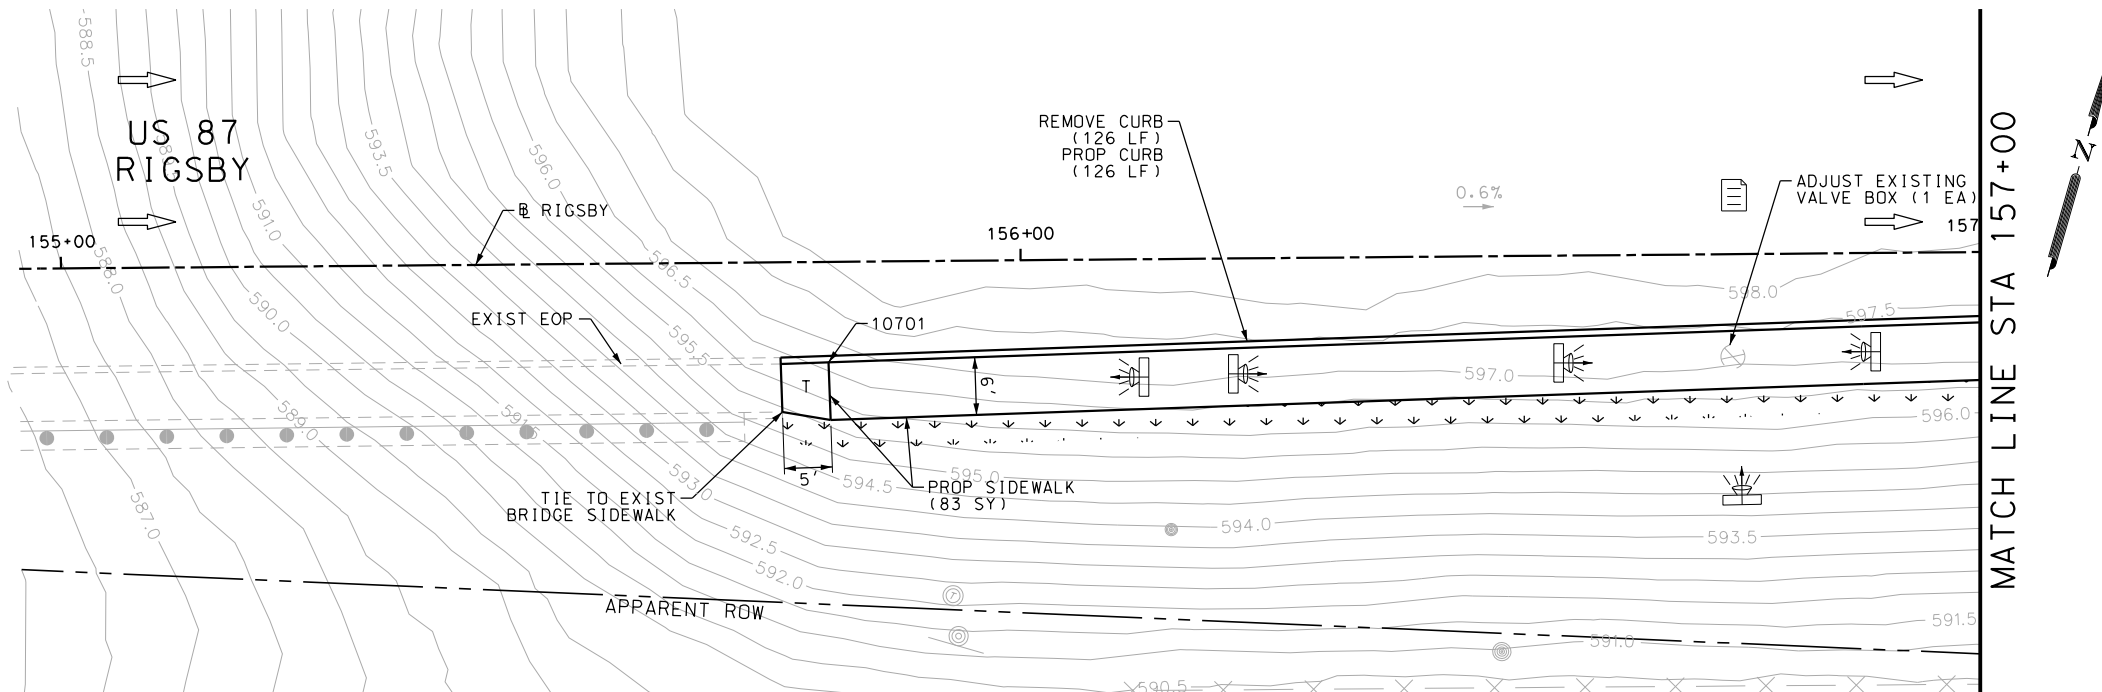 588.5
US 87
RIGSBY
593.5
596.0
REMOVE CURB
(126 LF)
PROP CURB
(126 LF)
0.6%
ADJUST EXISTING
VALVE BOX (1 EA)
N
MATCH LINE STA 157+00
591.0
RIGSBY
155+00
156+00
157
588.0
596.5
598.0
597.5
590.0
EXIST EOP
10701
595.5
T
6'
597.0
596.0
589.0
591.5
5'
595.0
594.5
593.0
PROP SIDEWALK
(83 SY)
TIE TO EXIST
BRIDGE SIDEWALK
587.0
594.0
592.5
593.5
592.0
T
APPARENT ROW
591.5
591.0
590.5